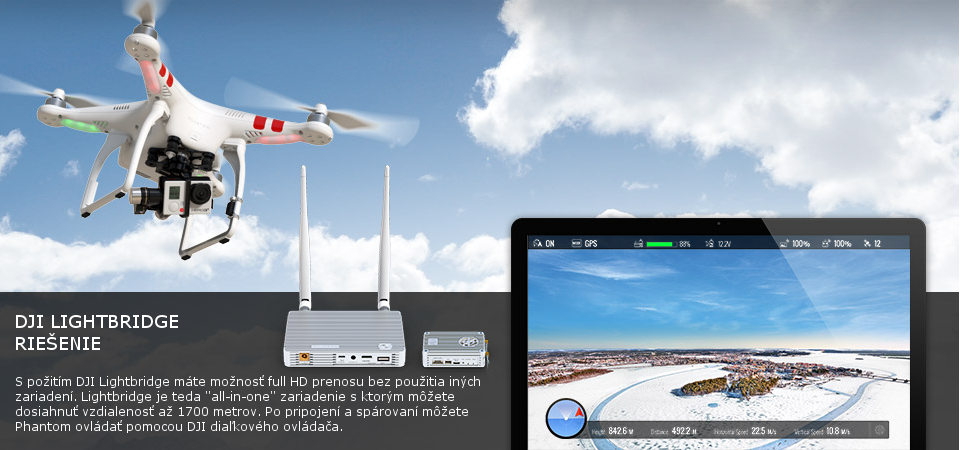 ON GPS 88% 12.2V 100% 100% 12
DJI LIGHTBRIDGE
RIEŠENIE
S požitím DJI Lightbridge máte možnosť full HD prenosu bez použitia iných
zariadení. Lightbridge je teda "all-in-one" zariadenie s ktorým môžete
dosiahnuť vzdialenosť až 1700 metrov. Po pripojení a spárovaní môžete
Phantom ovládať pomocou DJI diaľkového ovládača.
Height 842.6 M Distance 492.2 M Horizontal Speed 22.5 M/s Vertical Speed 10.8 M/s